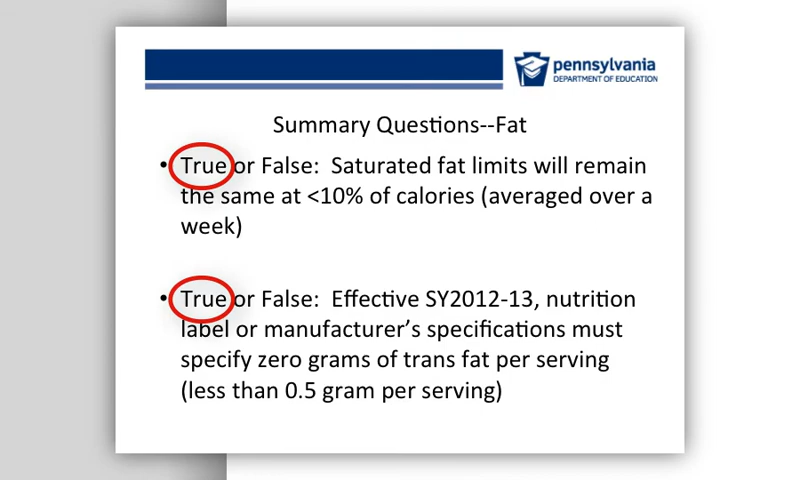 pennsylvania
DEPARTMENT OF EDUCATION
Summary Questions--Fat
• True or False:  Saturated fat limits will remain
the same at <10% of calories (averaged over a
week)
• True or False:  Effective SY2012-13, nutrition
label or manufacturer’s specifications must
specify zero grams of trans fat per serving
(less than 0.5 gram per serving)